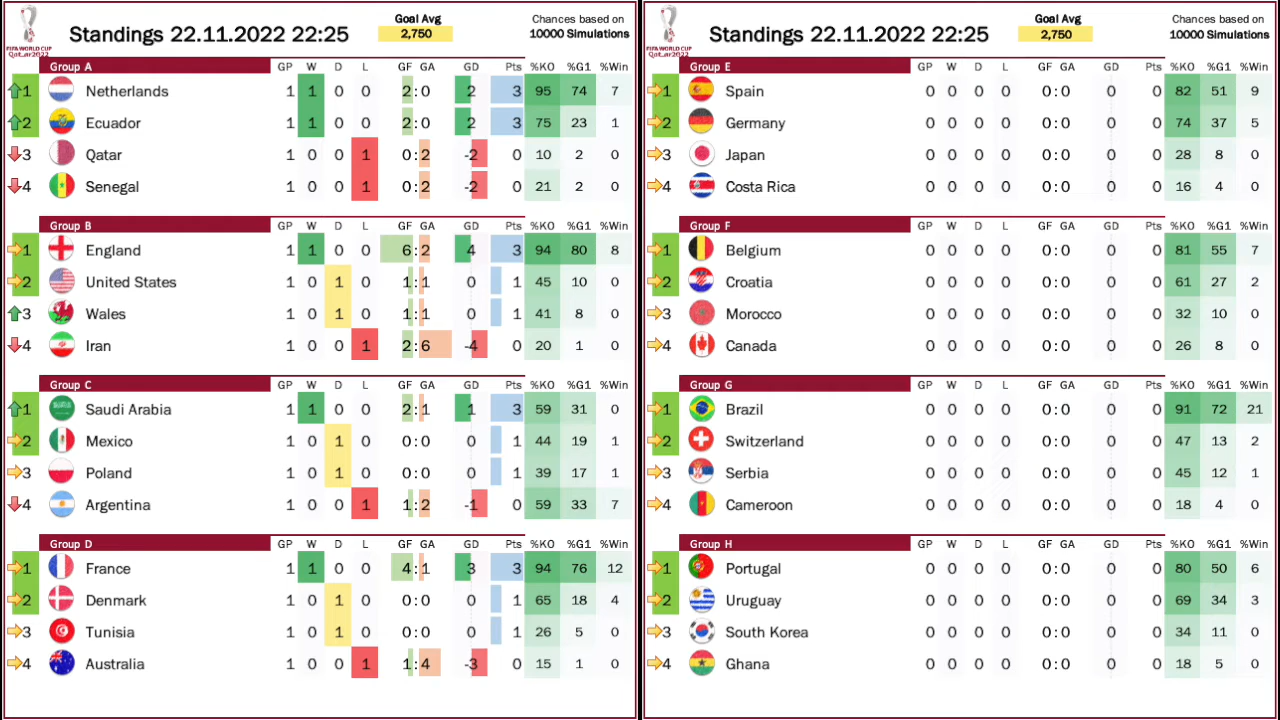 FIFA WORLD CUP
Qatar2022
Standings 22.11.2022 22:25
Goal Avg
2,750
Chances based on
10000 Simulations
Group A GP W D L GF GA GD Pts %KO %G1 %Win
1 Netherlands 1 1 0 0 2:0 2 3 95 74 7
2 Ecuador 1 1 0 0 2:0 2 3 75 23 1
3 Qatar 1 0 0 1 0:2 -2 0 10 2 0
4 Senegal 1 0 0 1 0:2 -2 0 21 2 0
Group B GP W D L GF GA GD Pts %KO %G1 %Win
1 England 1 1 0 0 6:2 4 3 94 80 8
2 United States 1 0 1 0 1:1 0 1 45 10 0
3 Wales 1 0 1 0 1:1 0 1 41 8 0
4 Iran 1 0 0 1 2:6 -4 0 20 1 0
Group C GP W D L GF GA GD Pts %KO %G1 %Win
1 Saudi Arabia 1 1 0 0 2:1 1 3 59 31 0
2 Mexico 1 0 1 0 0:0 0 1 44 19 1
3 Poland 1 0 1 0 0:0 0 1 39 17 1
4 Argentina 1 0 0 1 1:2 -1 0 59 33 7
Group D GP W D L GF GA GD Pts %KO %G1 %Win
1 France 1 1 0 0 4:1 3 3 94 76 12
2 Denmark 1 0 1 0 0:0 0 1 65 18 4
3 Tunisia 1 0 1 0 0:0 0 1 26 5 0
4 Australia 1 0 0 1 1:4 -3 0 15 1 0
FIFA WORLD CUP
Qatar2022
Standings 22.11.2022 22:25
Goal Avg
2,750
Chances based on
10000 Simulations
Group E GP W D L GF GA GD Pts %KO %G1 %Win
1 Spain 0 0 0 0 0:0 0 0 82 51 9
2 Germany 0 0 0 0 0:0 0 0 74 37 5
3 Japan 0 0 0 0 0:0 0 0 28 8 0
4 Costa Rica 0 0 0 0 0:0 0 0 16 4 0
Group F GP W D L GF GA GD Pts %KO %G1 %Win
1 Belgium 0 0 0 0 0:0 0 0 81 55 7
2 Croatia 0 0 0 0 0:0 0 0 61 27 2
3 Morocco 0 0 0 0 0:0 0 0 32 10 0
4 Canada 0 0 0 0 0:0 0 0 26 8 0
Group G GP W D L GF GA GD Pts %KO %G1 %Win
1 Brazil 0 0 0 0 0:0 0 0 91 72 21
2 Switzerland 0 0 0 0 0:0 0 0 47 13 2
3 Serbia 0 0 0 0 0:0 0 0 45 12 1
4 Cameroon 0 0 0 0 0:0 0 0 18 4 0
Group H GP W D L GF GA GD Pts %KO %G1 %Win
1 Portugal 0 0 0 0 0:0 0 0 80 50 6
2 Uruguay 0 0 0 0 0:0 0 0 69 34 3
3 South Korea 0 0 0 0 0:0 0 0 34 11 0
4 Ghana 0 0 0 0 0:0 0 0 18 5 0